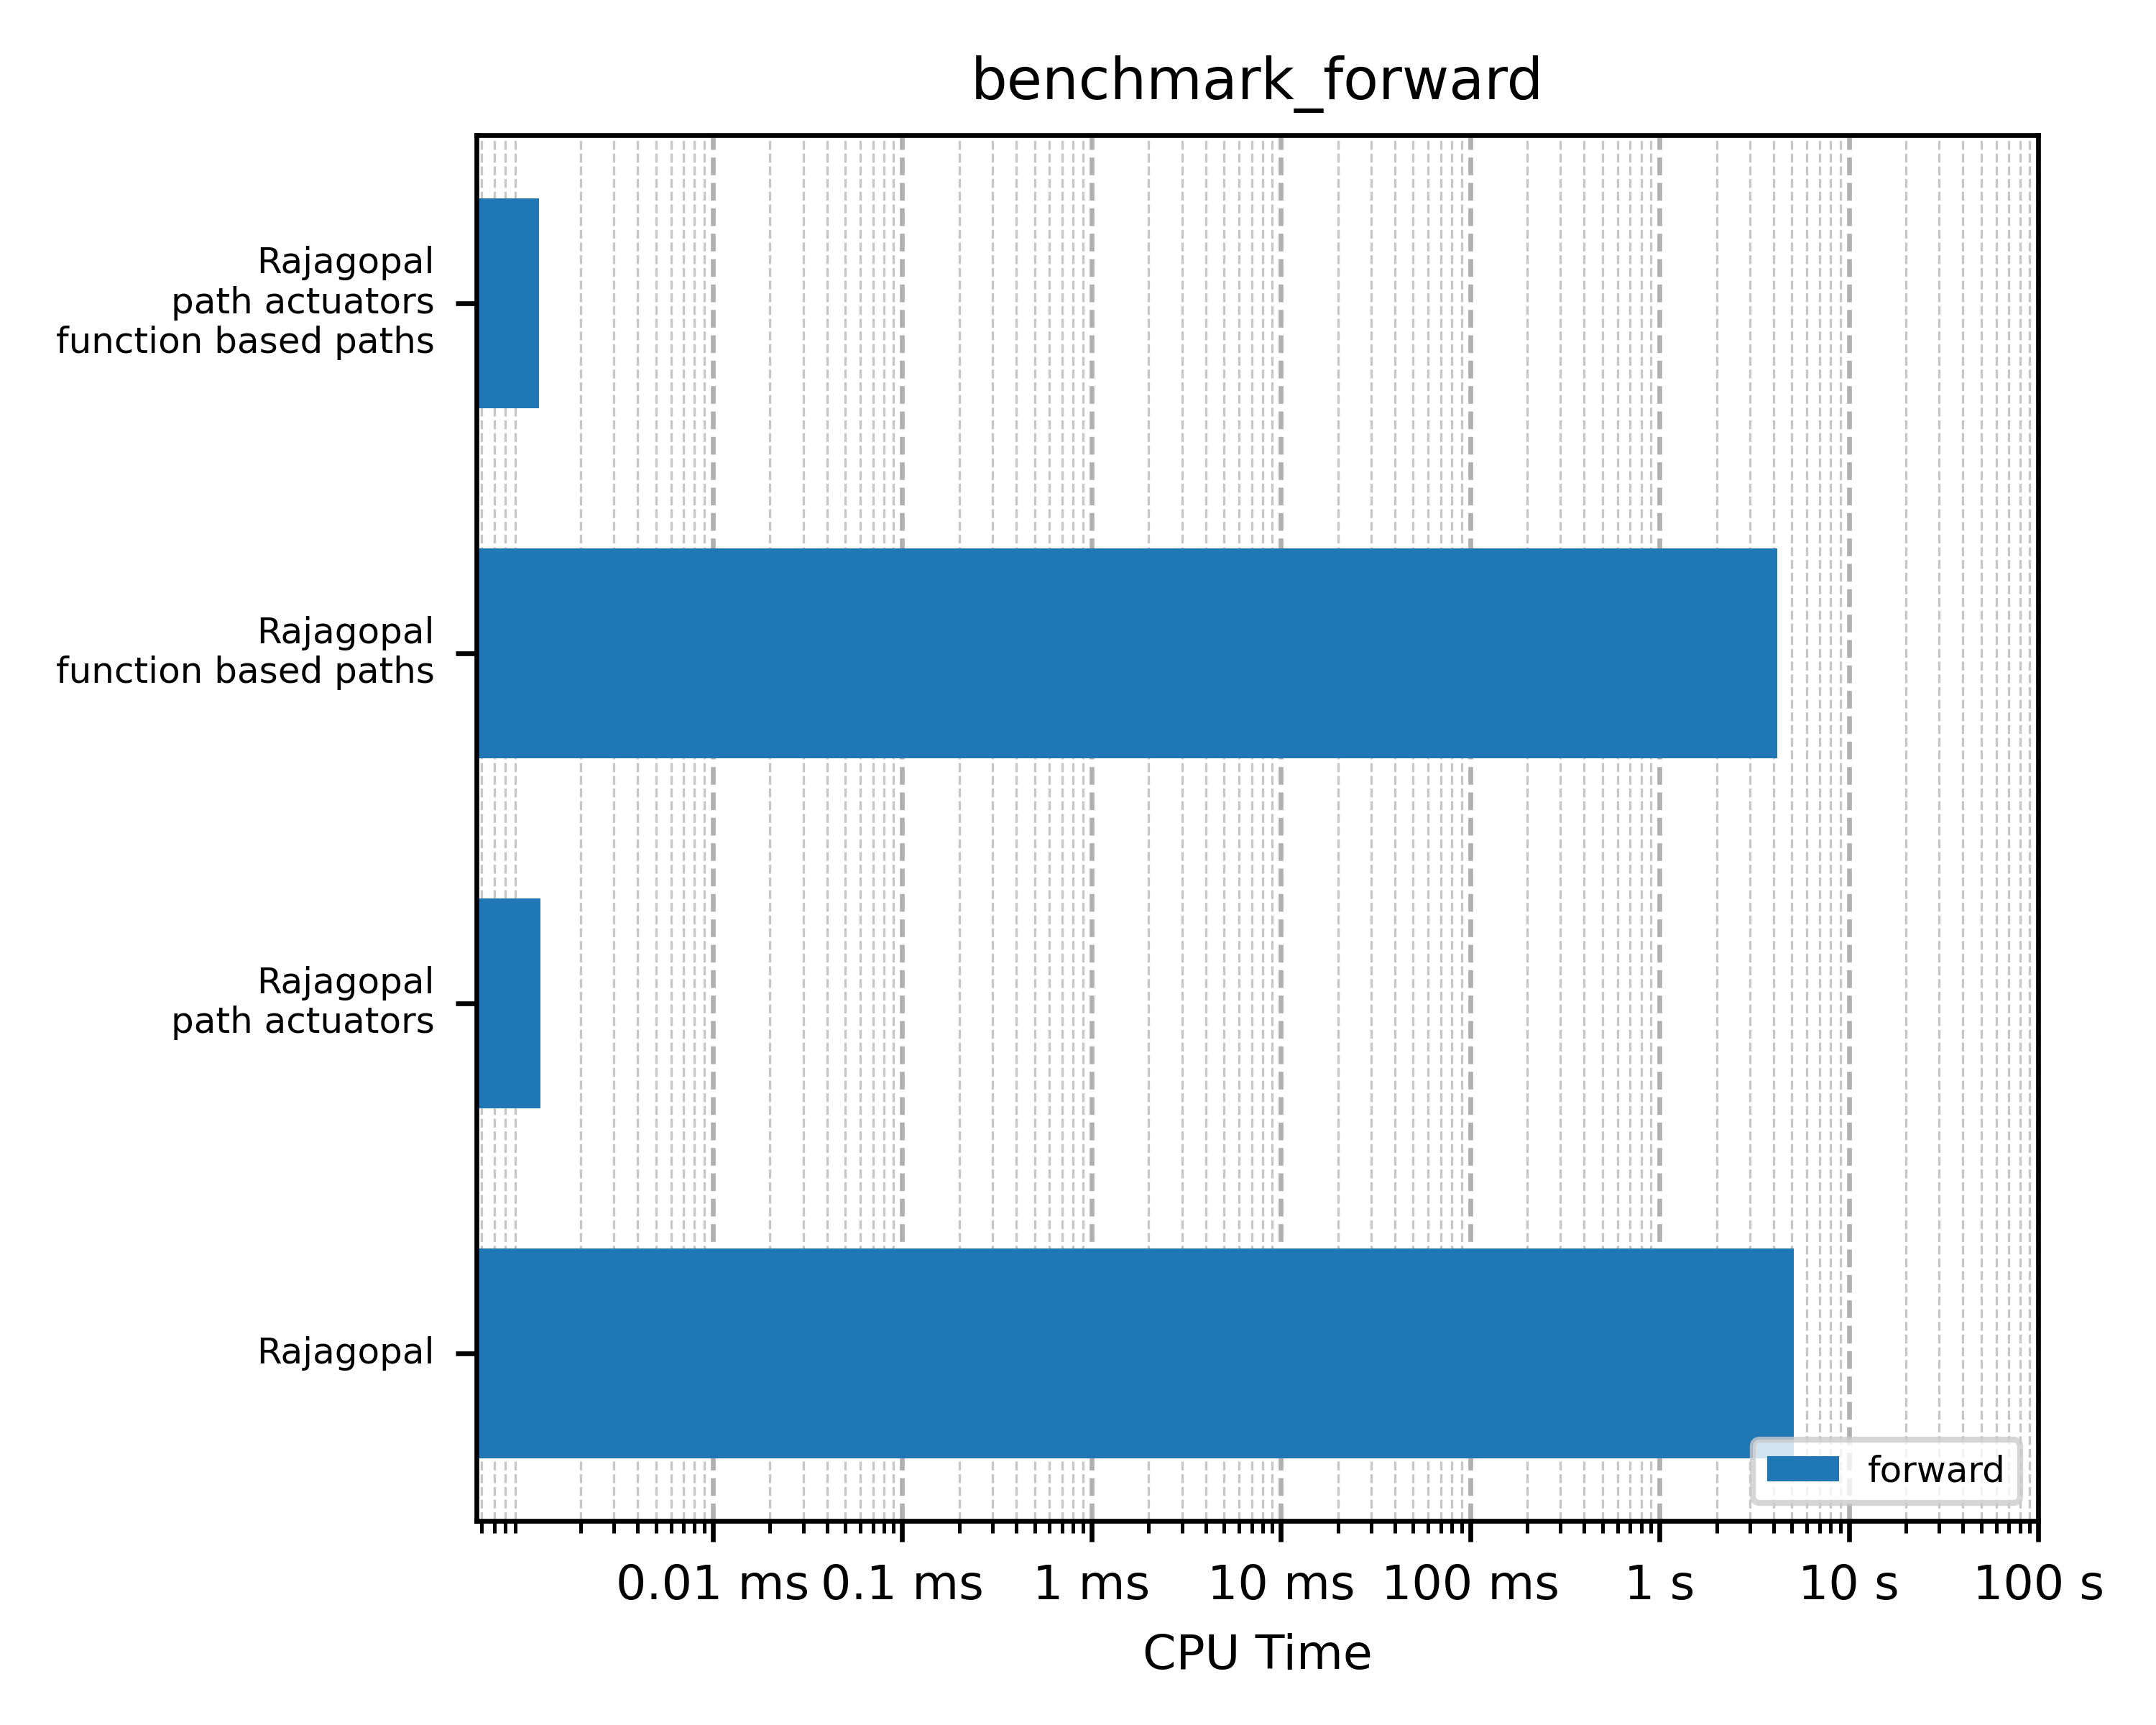 benchmark_forward
Rajagopal
path actuators
function based paths
Rajagopal
function based paths
Rajagopal
path actuators
Rajagopal
forward
0.01 ms 0.1 ms 1 ms 10 ms 100 ms 1 s 10 s 100 s
CPU Time